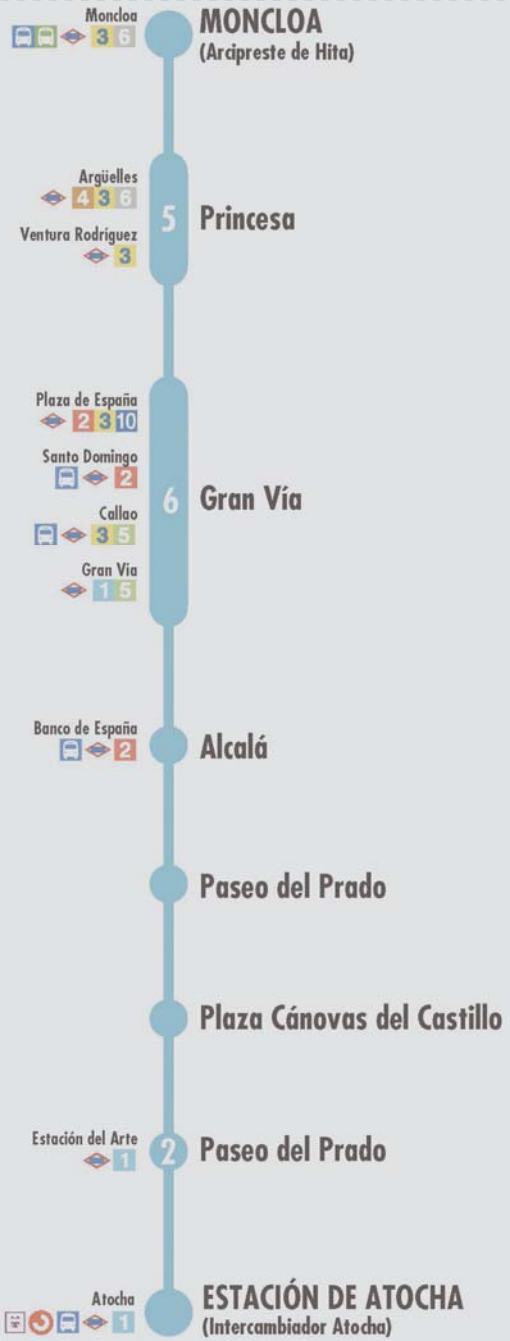 Moncloa
3 6
MONCLOA
(Arcipreste de Hita)
Argüelles
4 3 6
Ventura Rodríguez
3
5
Princesa
Plaza de España
2 3 10
Santo Domingo
2
Callao
3 5
Gran Via
1 5
6
Gran Vía
Banco de España
2
Alcalá
Paseo del Prado
Plaza Cánovas del Castillo
Estación del Arte
1
2
Paseo del Prado
Atocha
1
ESTACIÓN DE ATOCHA
(Intercambiador Atocha)